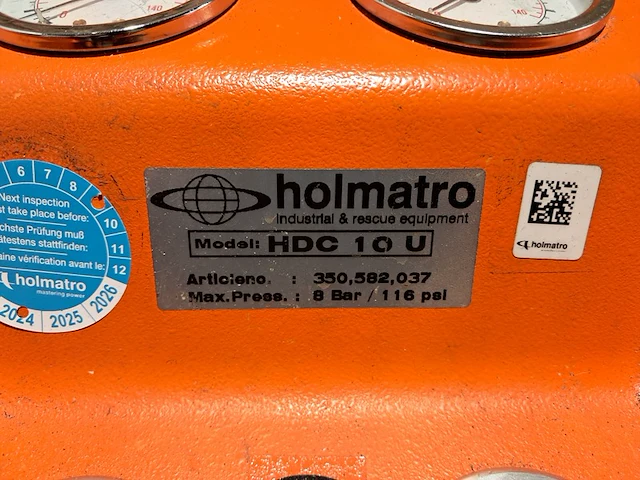 0
140
0
140
6 7 8
Next inspection
st take place before:
10
chste Prüfung muß
ätestens stattfinden:
11
aine vérification avant le:
12
holmatro
mastering power
2024 2025 2026
holmatro
industrial & rescue equipment
Model: HDC 10 U
Articleno. : 350,582,037
Max.Press. : 8 Bar / 116 psi
holmatro